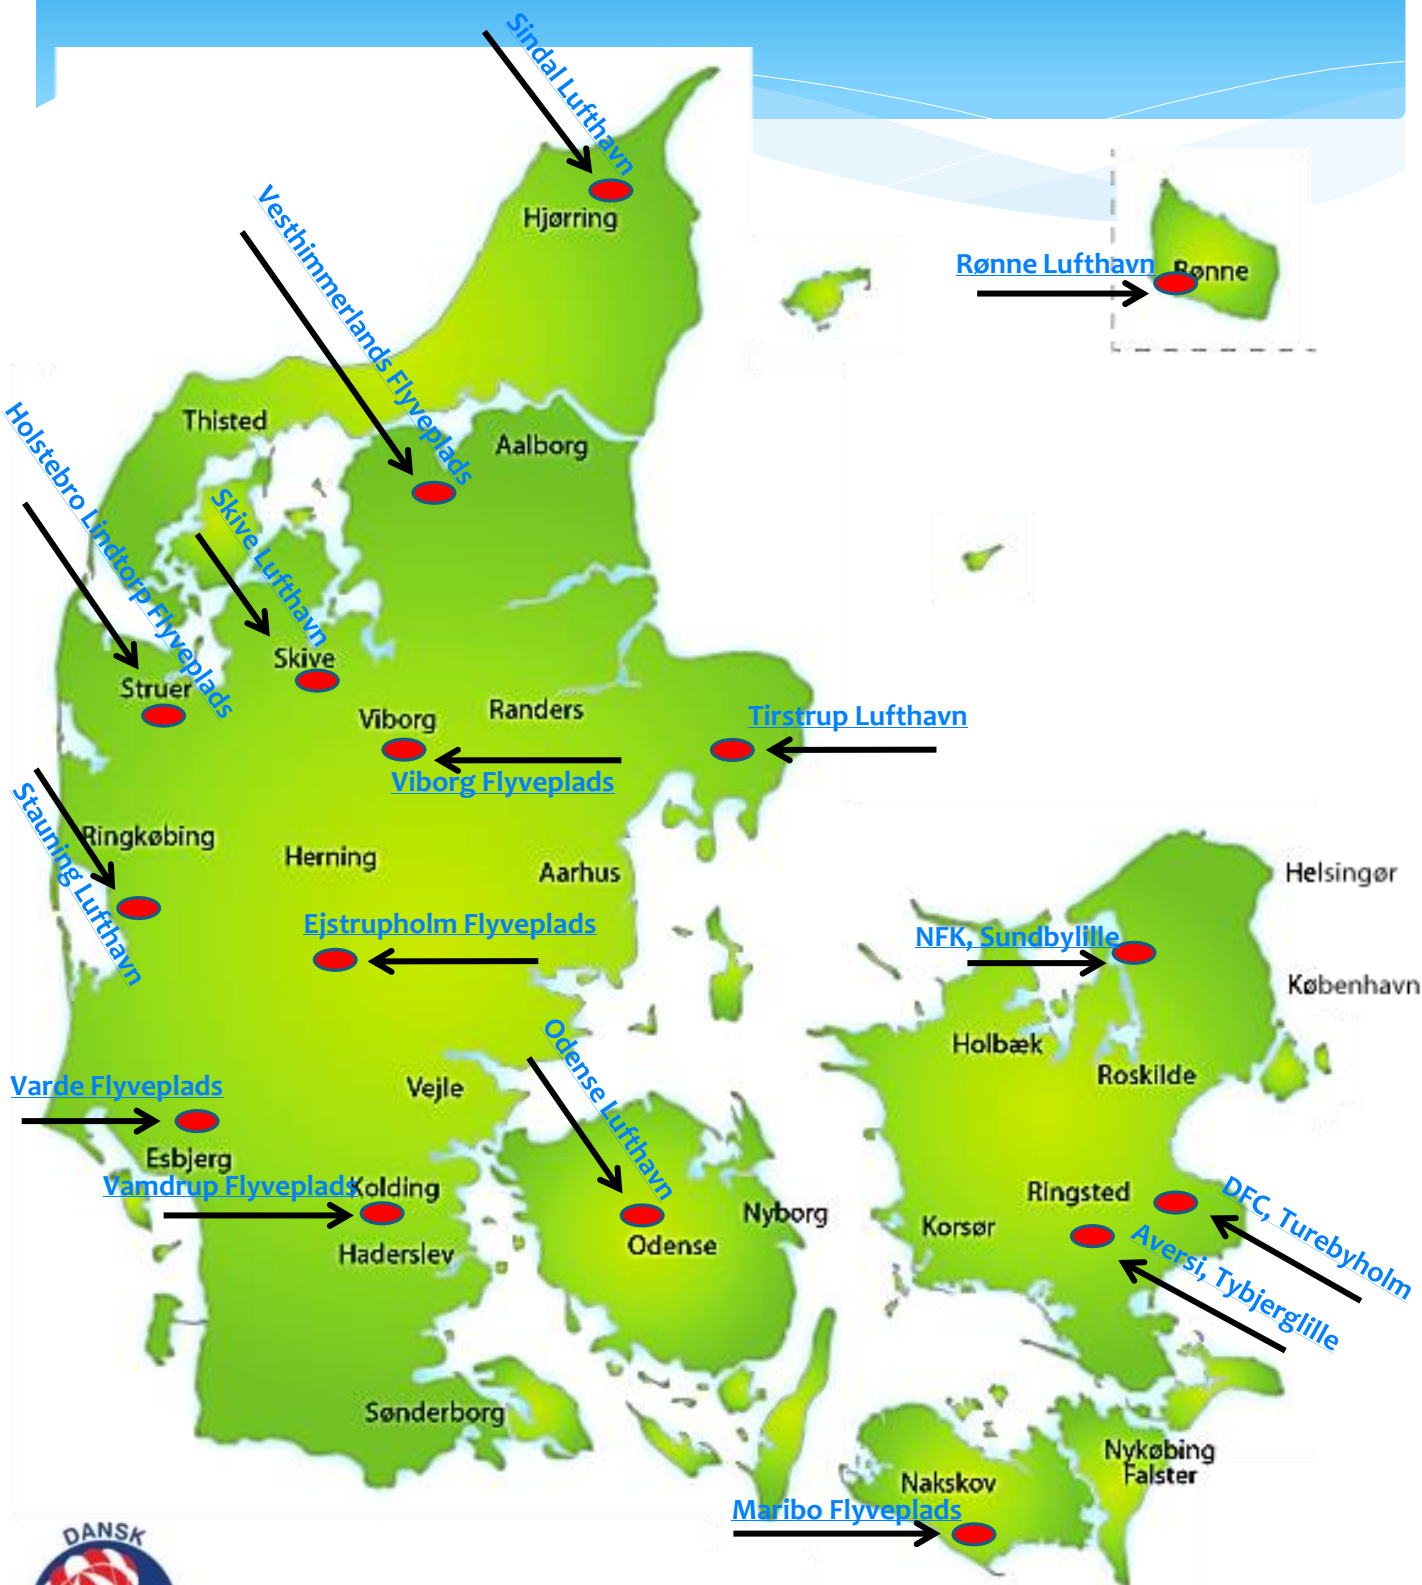 Sindal Lufthavn
Hjørring
Vesthimmerlands Flyveplads
Rønne Lufthavn
Rønne
Thisted
Aalborg
Holstebro Lindtorp Flyveplads
Skive Lufthavn
Skive
Struer
Viborg
Randers
Tirstrup Lufthavn
Viborg Flyveplads
Stauning Lufthavn
Ringkøbing
Herning
Aarhus
Helsingør
Ejstrupholm Flyveplads
NFK, Sundbylille
København
Holbæk
Odense Lufthavn
Roskilde
Varde Flyveplads
Vejle
Esbjerg
Vamdrup Flyveplads
Kolding
Ringsted
DFC, Turebyholm
Nyborg
Korsør
Aversi, Tybjerglille
Haderslev
Odense
Sønderborg
Nykøbing
Falster
Nakskov
Maribo Flyveplads
DANSK